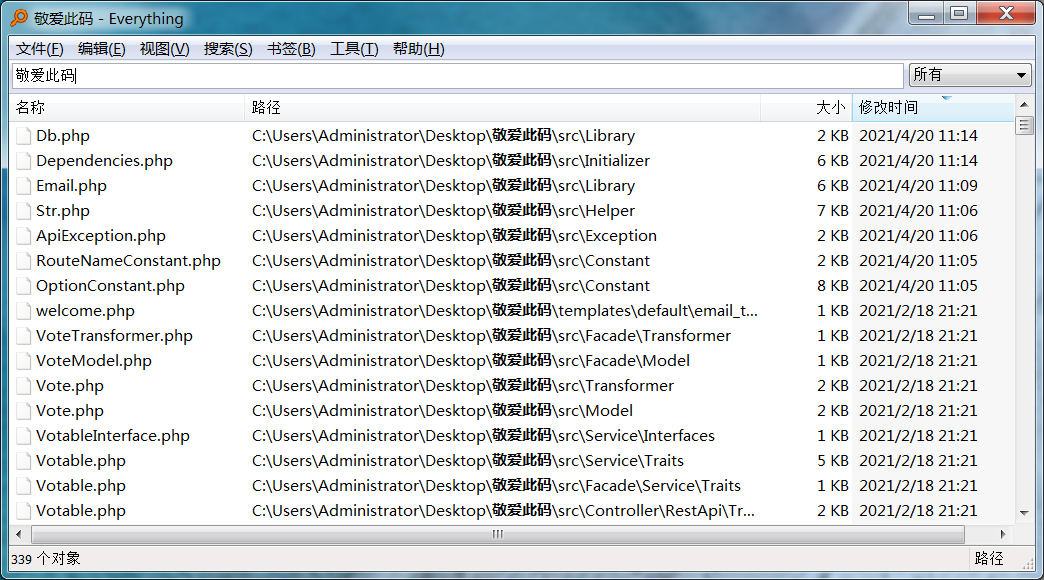 敬爱此码 - Everything
文件(F) 编辑(E) 视图(V) 搜索(S) 书签(B) 工具(T) 帮助(H)
敬爱此码 所有
名称 路径 大小 修改时间
Db.php C:\Users\Administrator\Desktop\敬爱此码\src\Library 2 KB 2021/4/20 11:14
Dependencies.php C:\Users\Administrator\Desktop\敬爱此码\src\Initializer 6 KB 2021/4/20 11:14
Email.php C:\Users\Administrator\Desktop\敬爱此码\src\Library 6 KB 2021/4/20 11:09
Str.php C:\Users\Administrator\Desktop\敬爱此码\src\Helper 7 KB 2021/4/20 11:06
ApiException.php C:\Users\Administrator\Desktop\敬爱此码\src\Exception 2 KB 2021/4/20 11:06
RouteNameConstant.php C:\Users\Administrator\Desktop\敬爱此码\src\Constant 2 KB 2021/4/20 11:05
OptionConstant.php C:\Users\Administrator\Desktop\敬爱此码\src\Constant 8 KB 2021/4/20 11:05
welcome.php C:\Users\Administrator\Desktop\敬爱此码\templates\default\email_t... 1 KB 2021/2/18 21:21
VoteTransformer.php C:\Users\Administrator\Desktop\敬爱此码\src\Facade\Transformer 1 KB 2021/2/18 21:21
VoteModel.php C:\Users\Administrator\Desktop\敬爱此码\src\Facade\Model 1 KB 2021/2/18 21:21
Vote.php C:\Users\Administrator\Desktop\敬爱此码\src\Transformer 2 KB 2021/2/18 21:21
Vote.php C:\Users\Administrator\Desktop\敬爱此码\src\Model 2 KB 2021/2/18 21:21
VotableInterface.php C:\Users\Administrator\Desktop\敬爱此码\src\Service\Interfaces 1 KB 2021/2/18 21:21
Votable.php C:\Users\Administrator\Desktop\敬爱此码\src\Service\Traits 5 KB 2021/2/18 21:21
Votable.php C:\Users\Administrator\Desktop\敬爱此码\src\Facade\Service\Traits 1 KB 2021/2/18 21:21
Votable.php C:\Users\Administrator\Desktop\敬爱此码\src\Controller\RestApi\Tr... 2 KB 2021/2/18 21:21
339 个对象 路径